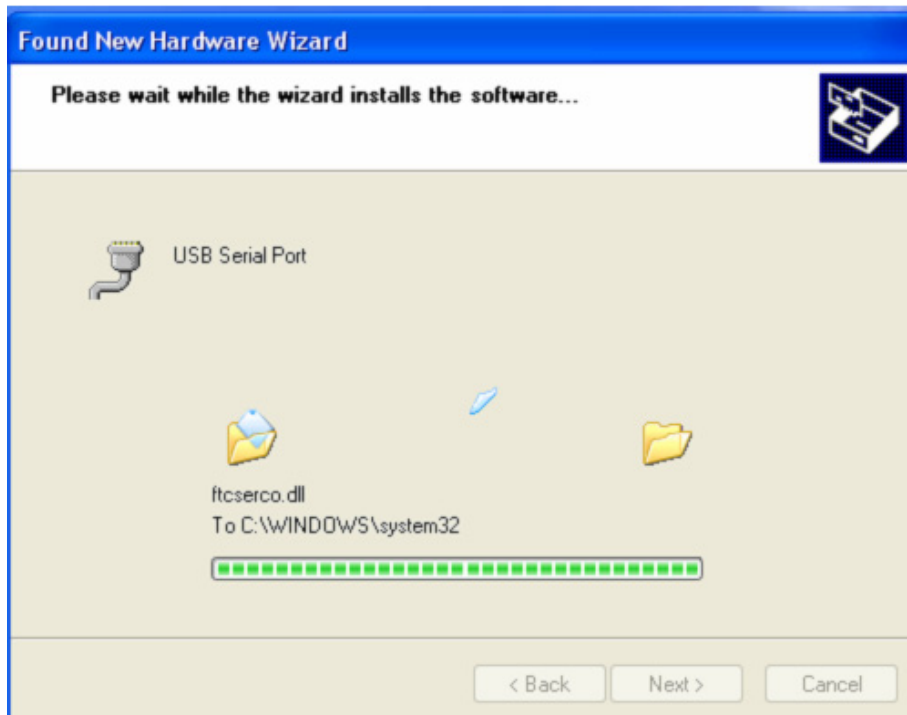 Found New Hardware Wizard
Please wait while the wizard installs the software...
USB Serial Port
ftcserco.dll
To C:\WINDOWS\system32
< Back Next > Cancel